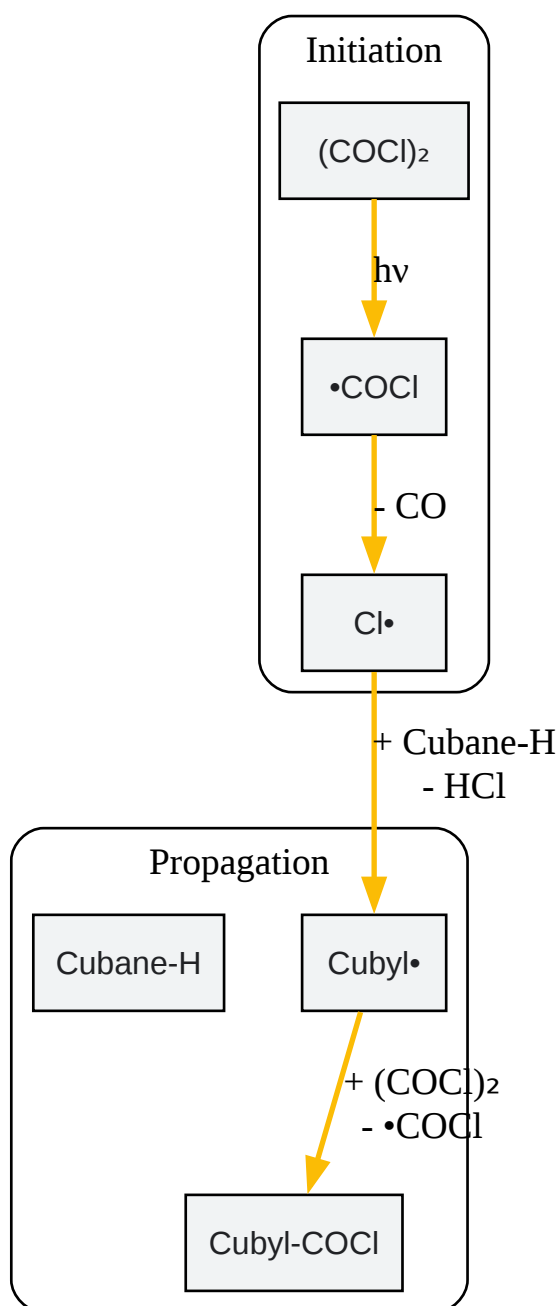 Initiation
(COCl)₂
hν
•COCl
- CO
Cl•
+ Cubane-H
- HCl
Propagation
Cubane-H
Cubyl•
+ (COCl)₂
- •COCl
Cubyl-COCl